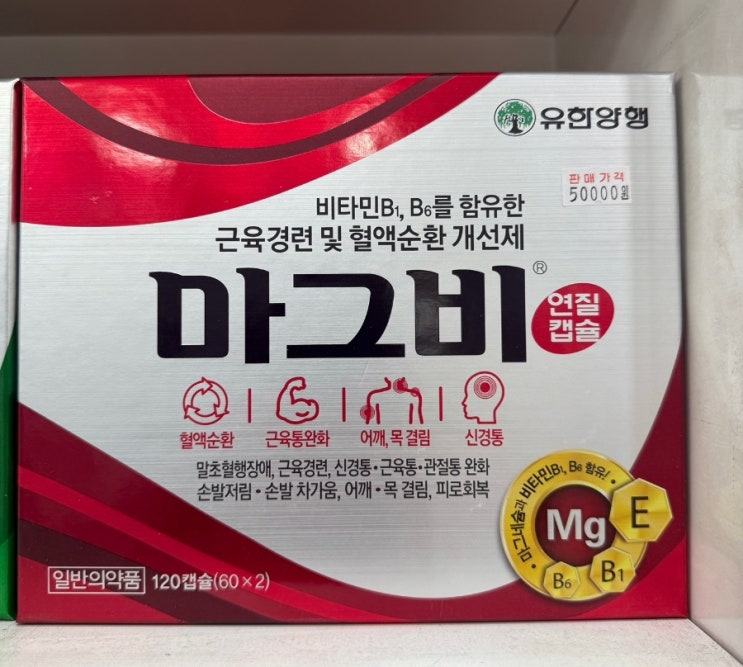 유한양행
판매가격
50000원
비타민B1, B6를 함유한
근육경련 및 혈액순환 개선제
마그비®
연질
캡슐
혈액순환 | 근육통완화 | 어깨, 목 결림 | 신경통
말초혈행장애, 근육경련, 신경통·근육통·관절통 완화
손발저림·손발 차가움, 어깨·목 결림, 피로회복
•마그네슘과 비타민B1, B6 함유!•
Mg
E
B6
B1
일반의약품 120캡슐(60×2)